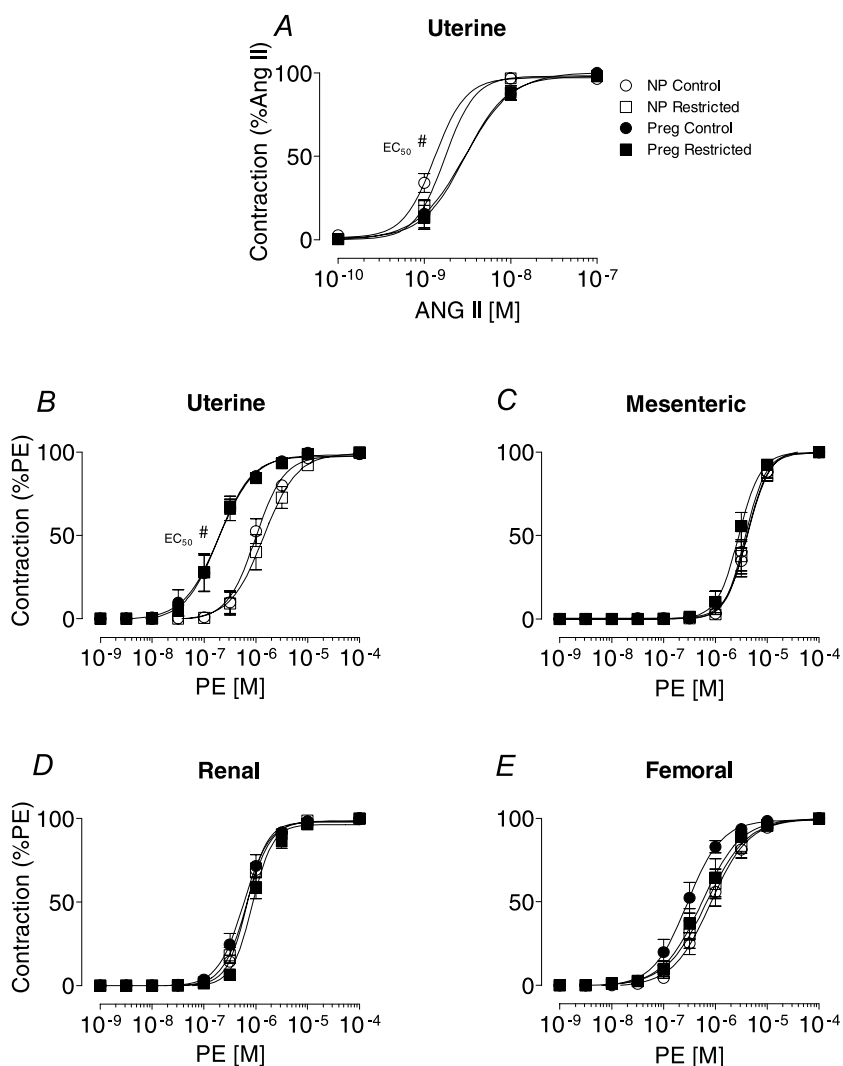 A
Uterine
Contraction (%Ang II)
100
50
0
EC50 #
10-10
10-9
10-8
10-7
ANG II [M]
NP Control
NP Restricted
Preg Control
Preg Restricted
B
Uterine
Contraction (%PE)
100
50
0
EC50 #
10-9
10-8
10-7
10-6
10-5
10-4
PE [M]
C
Mesenteric
100
50
0
10-9
10-8
10-7
10-6
10-5
10-4
PE [M]
D
Renal
Contraction (%PE)
100
50
0
10-9
10-8
10-7
10-6
10-5
10-4
PE [M]
E
Femoral
100
50
0
10-9
10-8
10-7
10-6
10-5
10-4
PE [M]